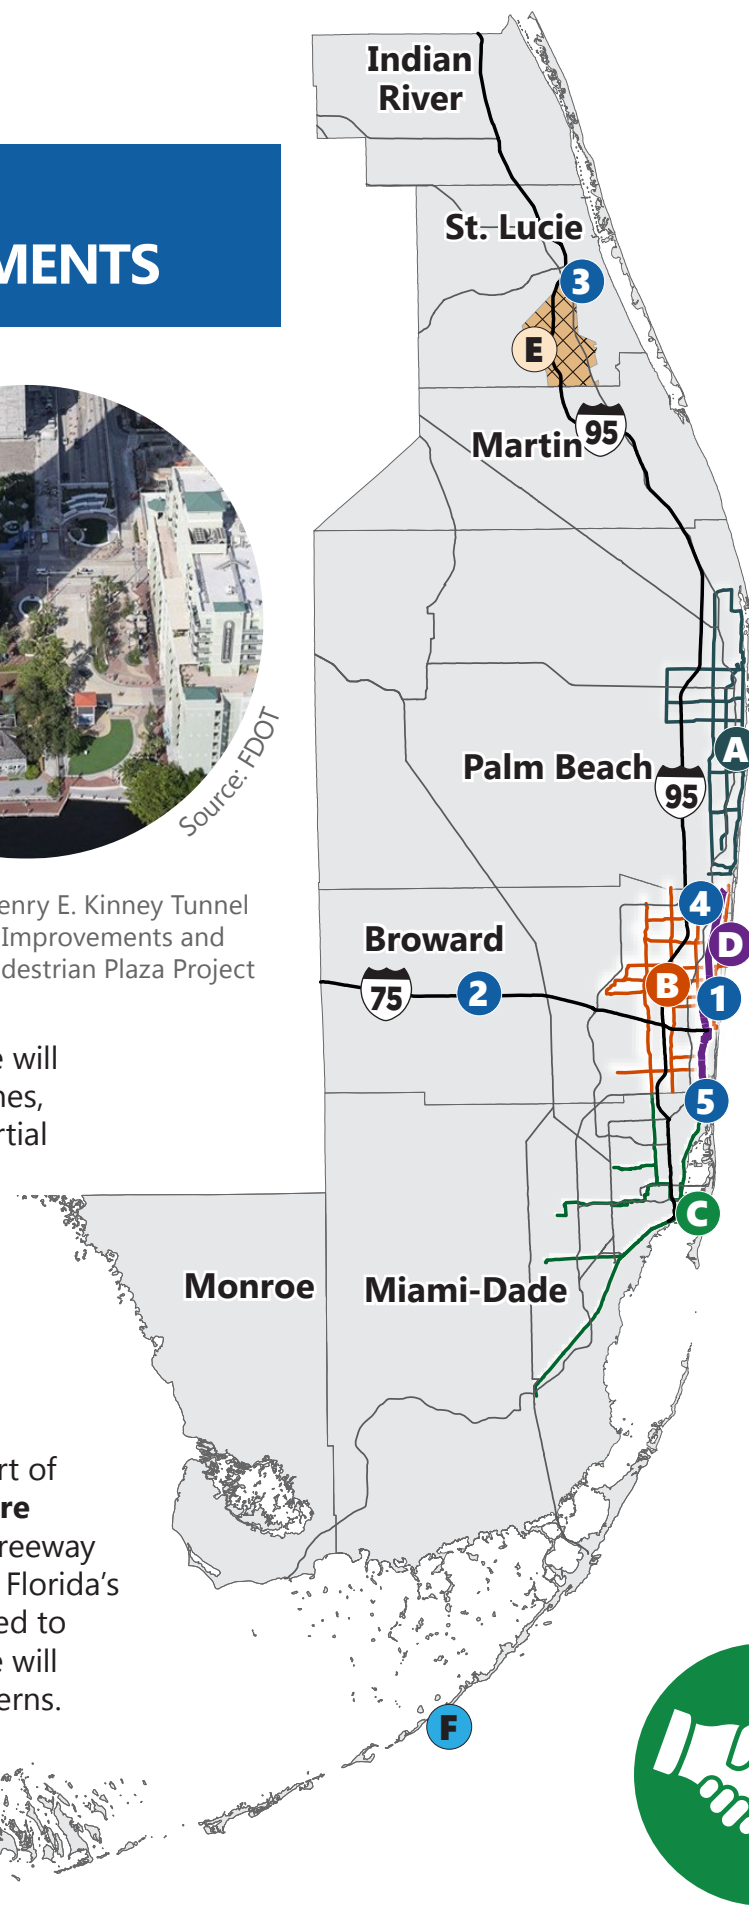 Indian
River
MENTS
St. Lucie
3
E
Martin
95
Source: FDOT
A
Palm Beach
95
enry E. Kinney Tunnel
Improvements and
destrian Plaza Project
4
Broward
D
B
75
2
1
e will
nes,
rtial
5
C
Monroe
Miami-Dade
rt of
re
reeway
Florida's
ed to
e will
erns.
F